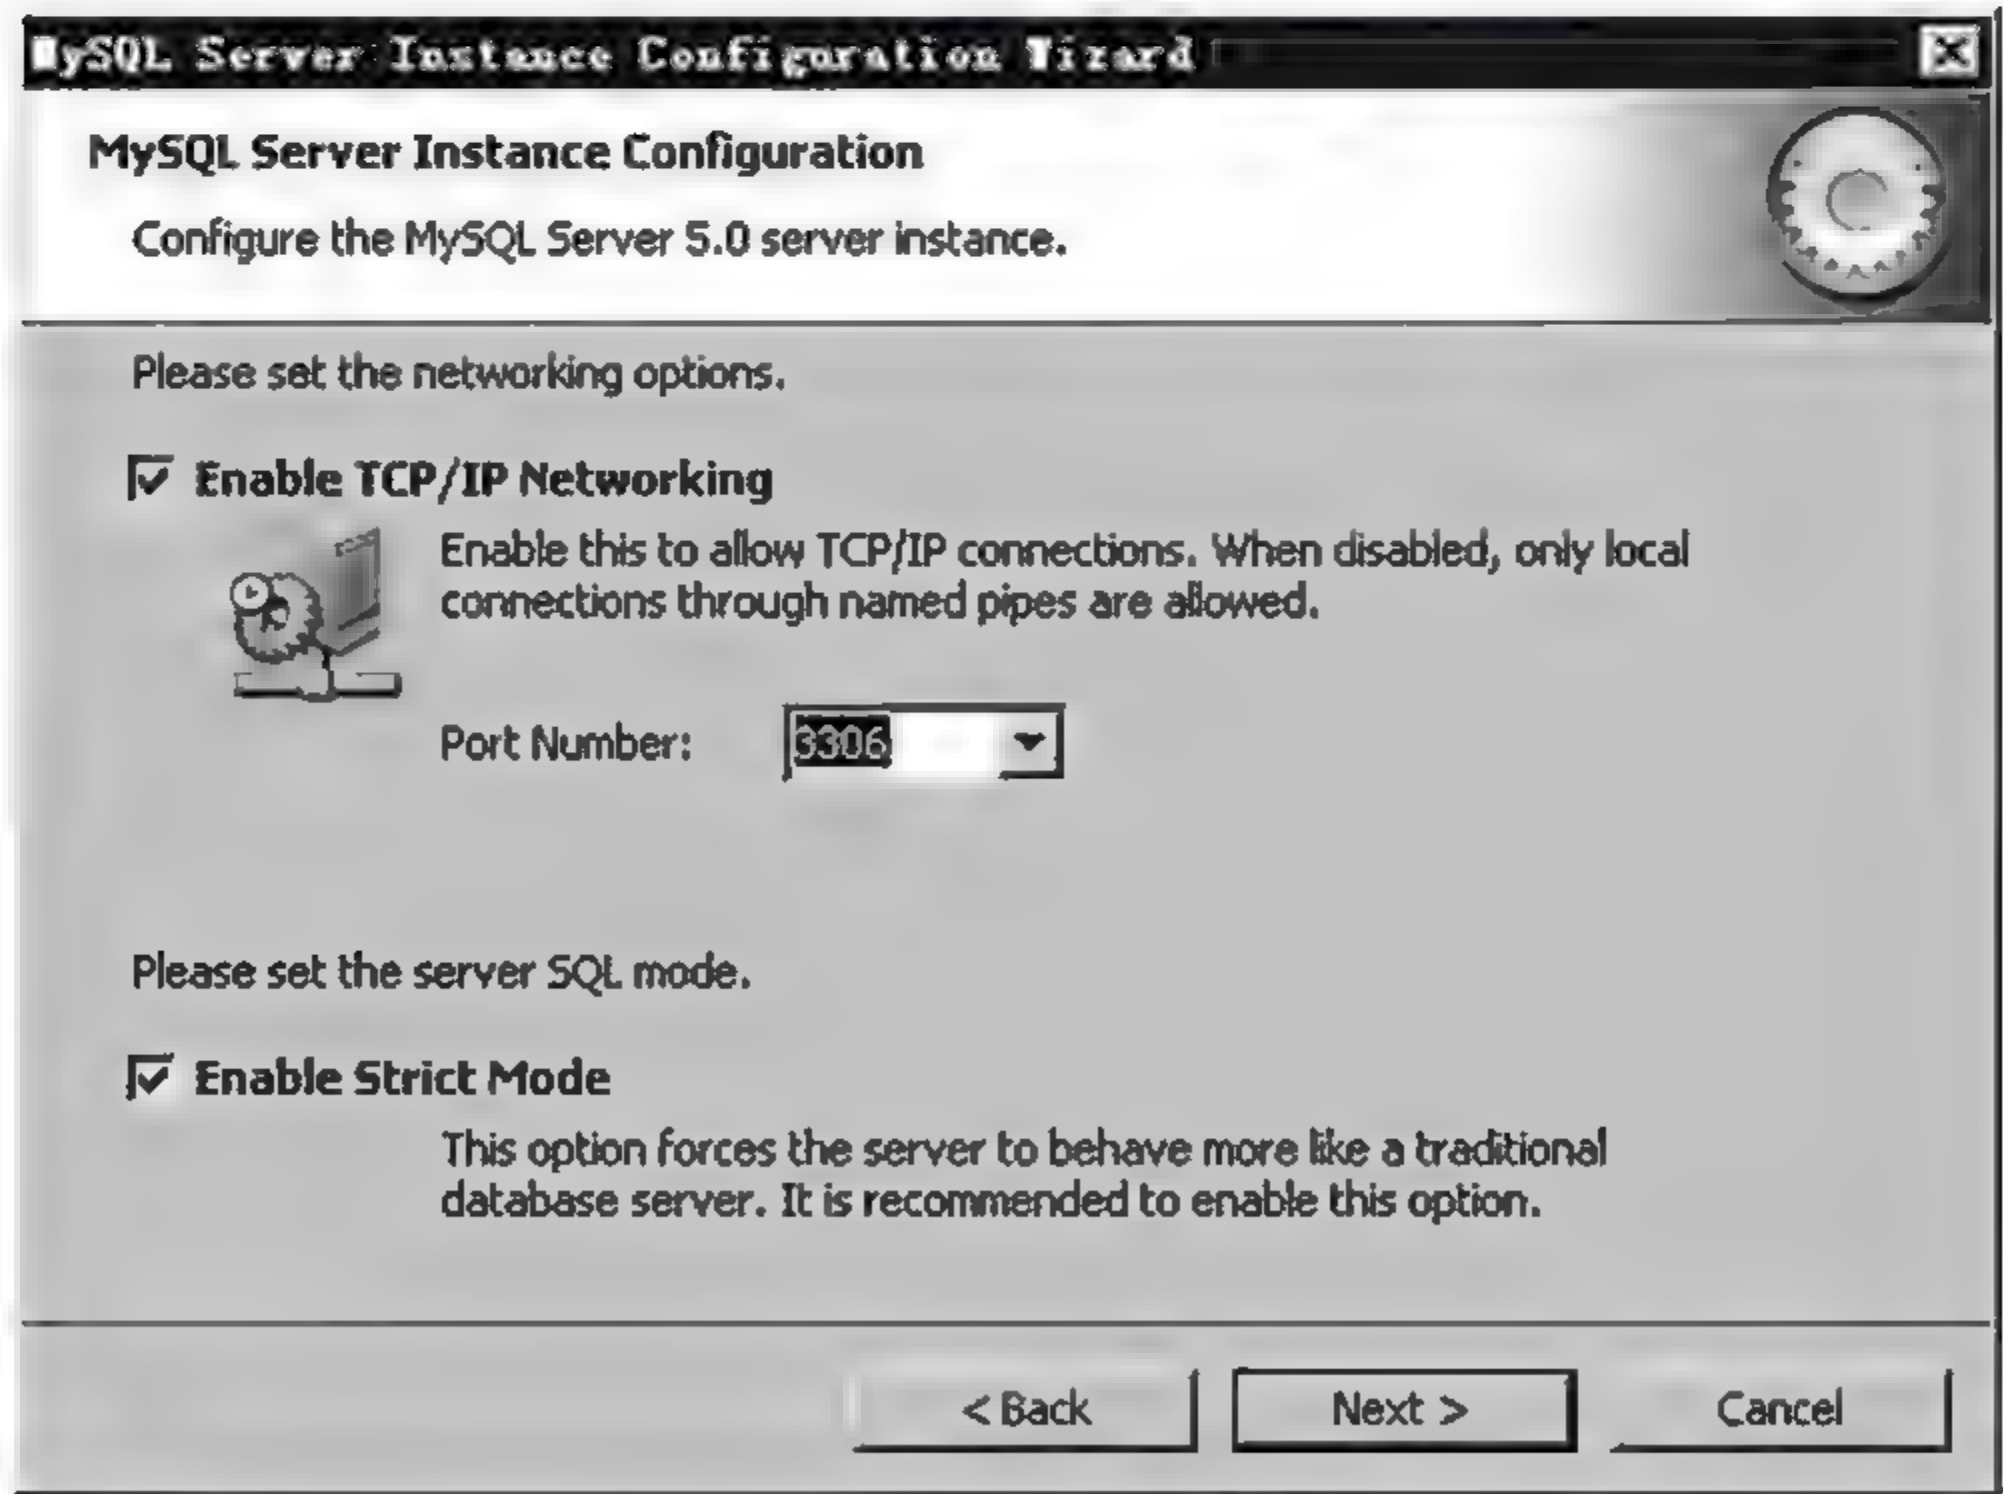 MySQL Server Instance Configuration Wizard
MySQL Server Instance Configuration
Configure the MySQL Server 5.0 server instance.
Please set the networking options.
Enable TCP/IP Networking
Enable this to allow TCP/IP connections. When disabled, only local
connections through named pipes are allowed.
Port Number: 3306
Please set the server SQL mode.
Enable Strict Mode
This option forces the server to behave more like a traditional
database server. It is recommended to enable this option.
< Back Next > Cancel